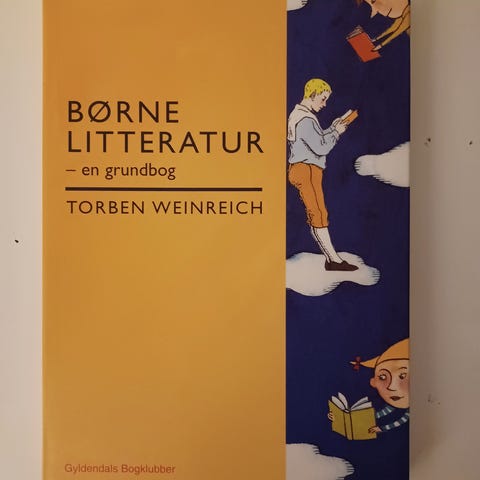 BØRNE
LITTERATUR
– en grundbog
TORBEN WEINREICH
Gyldendals Bogklubber